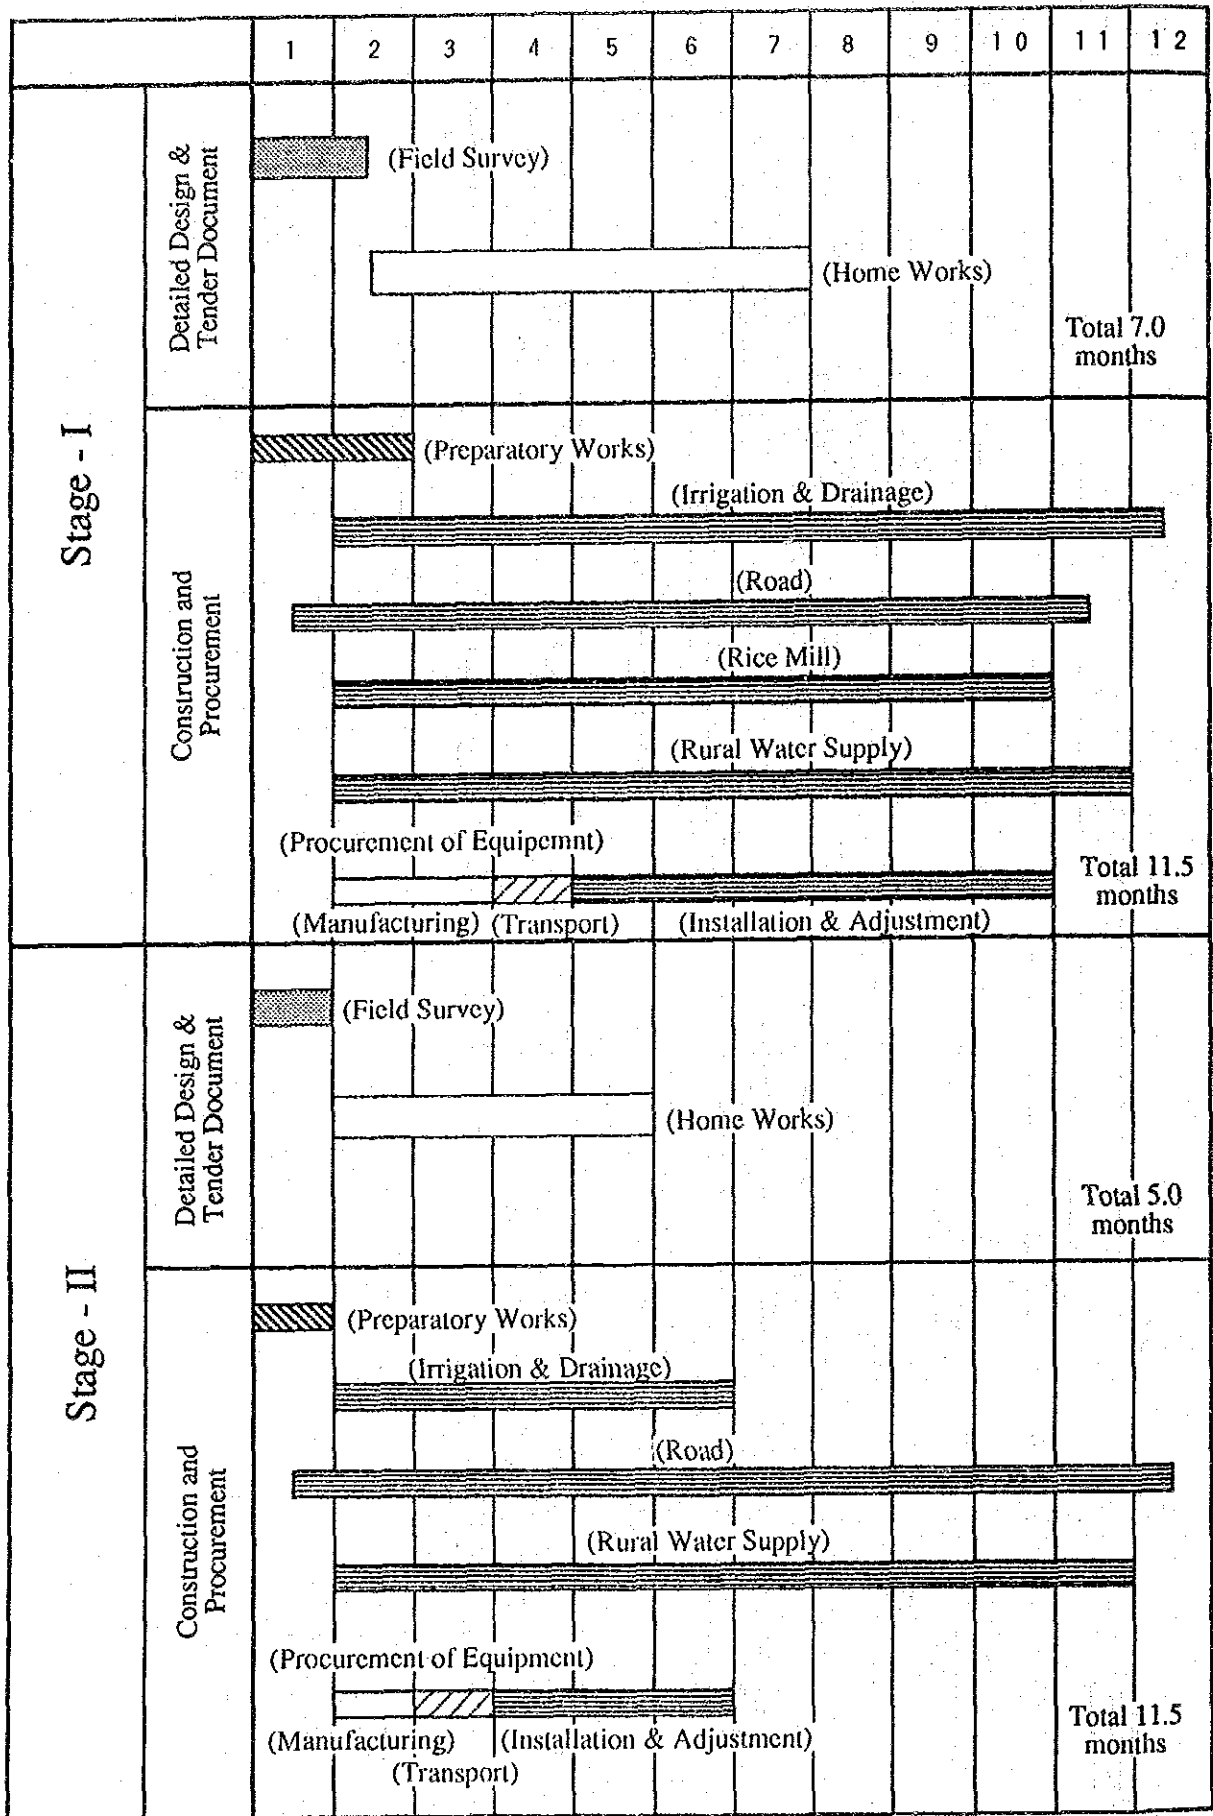 1 2 3 4 5 6 7 8 9 10 11 12
Stage - I
Detailed Design &
Tender Document
(Field Survey)
(Home Works)
Total 7.0
months
Construction and
Procurement
(Preparatory Works)
(Irrigation & Drainage)
(Road)
(Rice Mill)
(Rural Water Supply)
(Procurement of Equipemnt)
(Manufacturing) (Transport) (Installation & Adjustment)
Total 11.5
months
Stage - II
Detailed Design &
Tender Document
(Field Survey)
(Home Works)
Total 5.0
months
Construction and
Procurement
(Preparatory Works)
(Irrigation & Drainage)
(Road)
(Rural Water Supply)
(Procurement of Equipment)
(Manufacturing) (Installation & Adjustment)
(Transport)
Total 11.5
months